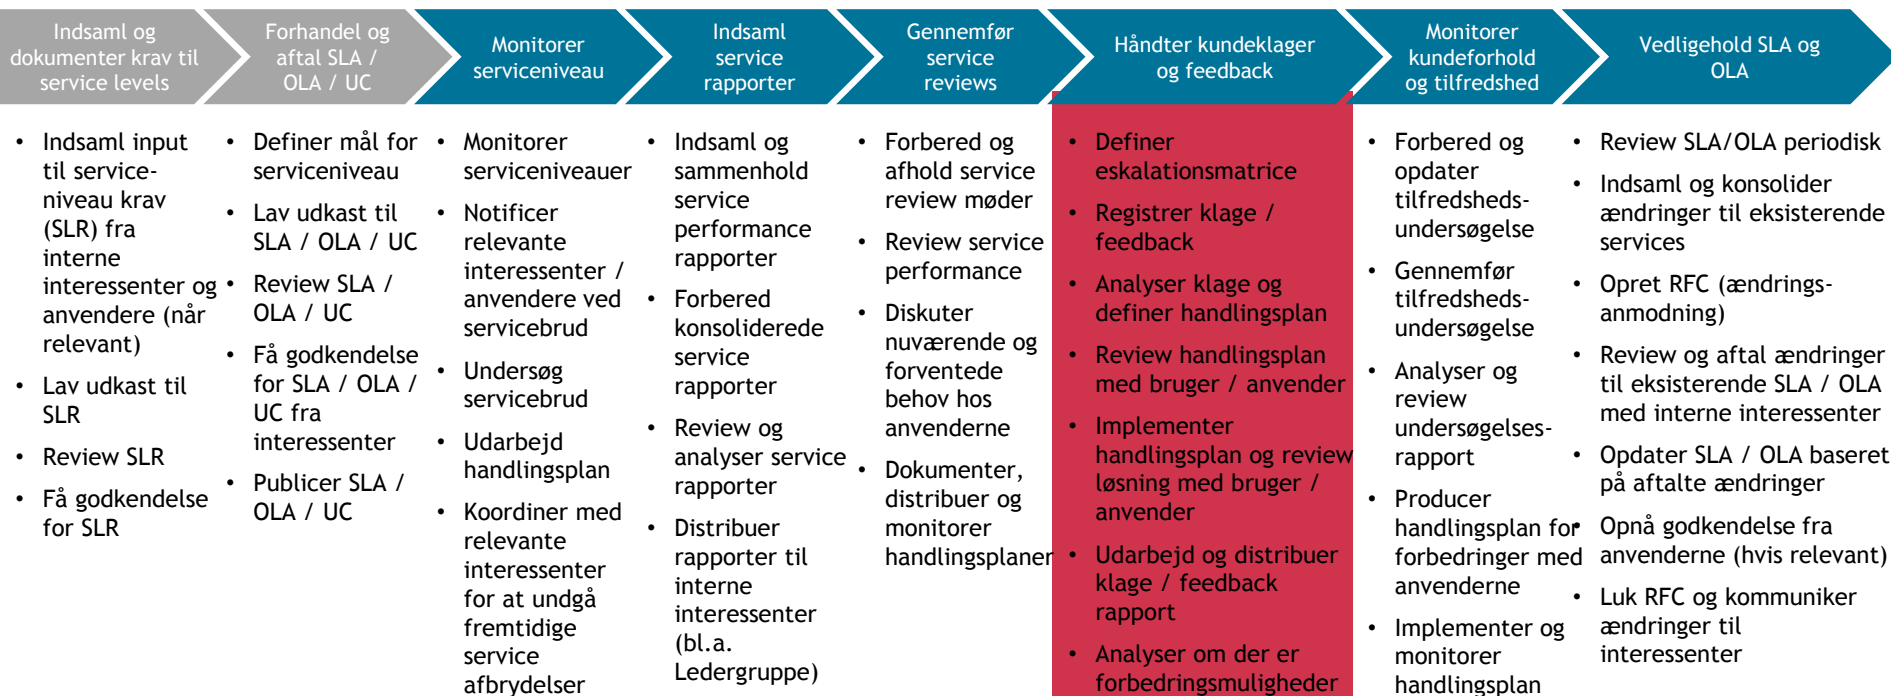 Indsaml og
dokumenter krav til
service levels
Forhandel og
aftal SLA /
OLA / UC
Monitorer
serviceniveau
Indsaml
service
rapporter
Gennemfør
service
reviews
Håndter kundeklager
og feedback
Monitorer
kundeforhold
og tilfredshed
Vedligehold SLA og
OLA
• Indsaml input
til service-
niveau krav
(SLR) fra
interne
interessenter og
anvendere (når
relevant)
• Lav udkast til
SLR
• Review SLR
• Få godkendelse
for SLR
• Definer mål for
serviceniveau
• Lav udkast til
SLA / OLA / UC
• Review SLA /
OLA / UC
• Få godkendelse
for SLA / OLA /
UC fra
interessenter
• Publicer SLA /
OLA / UC
• Monitorer
serviceniveauer
• Notificer
relevante
interessenter /
anvendere ved
servicebrud
• Undersøg
servicebrud
• Udarbejd
handlingsplan
• Koordiner med
relevante
interessenter
for at undgå
fremtidige
service
afbrydelser
• Indsaml og
sammenhold
service
performance
rapporter
• Forbered
konsoliderede
service
rapporter
• Review og
analyser service
rapporter
• Distribuer
rapporter til
interne
interessenter
(bl.a.
Ledergruppe)
• Forbered og
afhold service
review møder
• Review service
performance
• Diskuter
nuværende og
forventede
behov hos
anvenderne
• Dokumenter,
distribuer og
monitorer
handlingsplaner
• Definer
eskalationsmatrice
• Registrer klage /
feedback
• Analyser klage og
definer handlingsplan
• Review handlingsplan
med bruger / anvender
• Implementer
handlingsplan og review
løsning med bruger /
anvender
• Udarbejd og distribuer
klage / feedback
rapport
• Analyser om der er
forbedringsmuligheder
• Forbered og
opdater
tilfredsheds-
undersøgelse
• Gennemfør
tilfredsheds-
undersøgelse
• Analyser og
review
undersøgelses-
rapport
• Producer
handlingsplan for
forbedringer med
anvenderne
• Implementer og
monitorer
handlingsplan
• Review SLA/OLA periodisk
• Indsaml og konsolider
ændringer til eksisterende
services
• Opret RFC (ændrings-
anmodning)
• Review og aftal ændringer
til eksisterende SLA / OLA
med interne interessenter
• Opdater SLA / OLA baseret
på aftalte ændringer
• Opnå godkendelse fra
anvenderne (hvis relevant)
• Luk RFC og kommuniker
ændringer til
interessenter